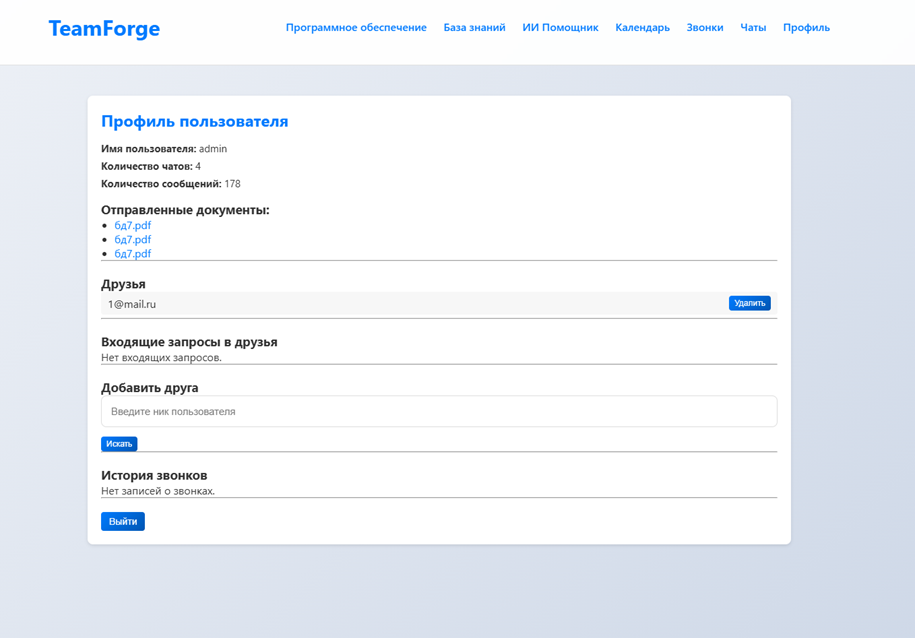 TeamForge
Программное обеспечение База знаний ИИ Помощник Календарь Звонки Чаты Профиль
Профиль пользователя
Имя пользователя: admin
Количество чатов: 4
Количество сообщений: 178
Отправленные документы:
бд7.pdf
бд7.pdf
бд7.pdf
Друзья
1@mail.ru Удалить
Входящие запросы в друзья
Нет входящих запросов.
Добавить друга
Введите ник пользователя
Искать
История звонков
Нет записей о звонках.
Выйти